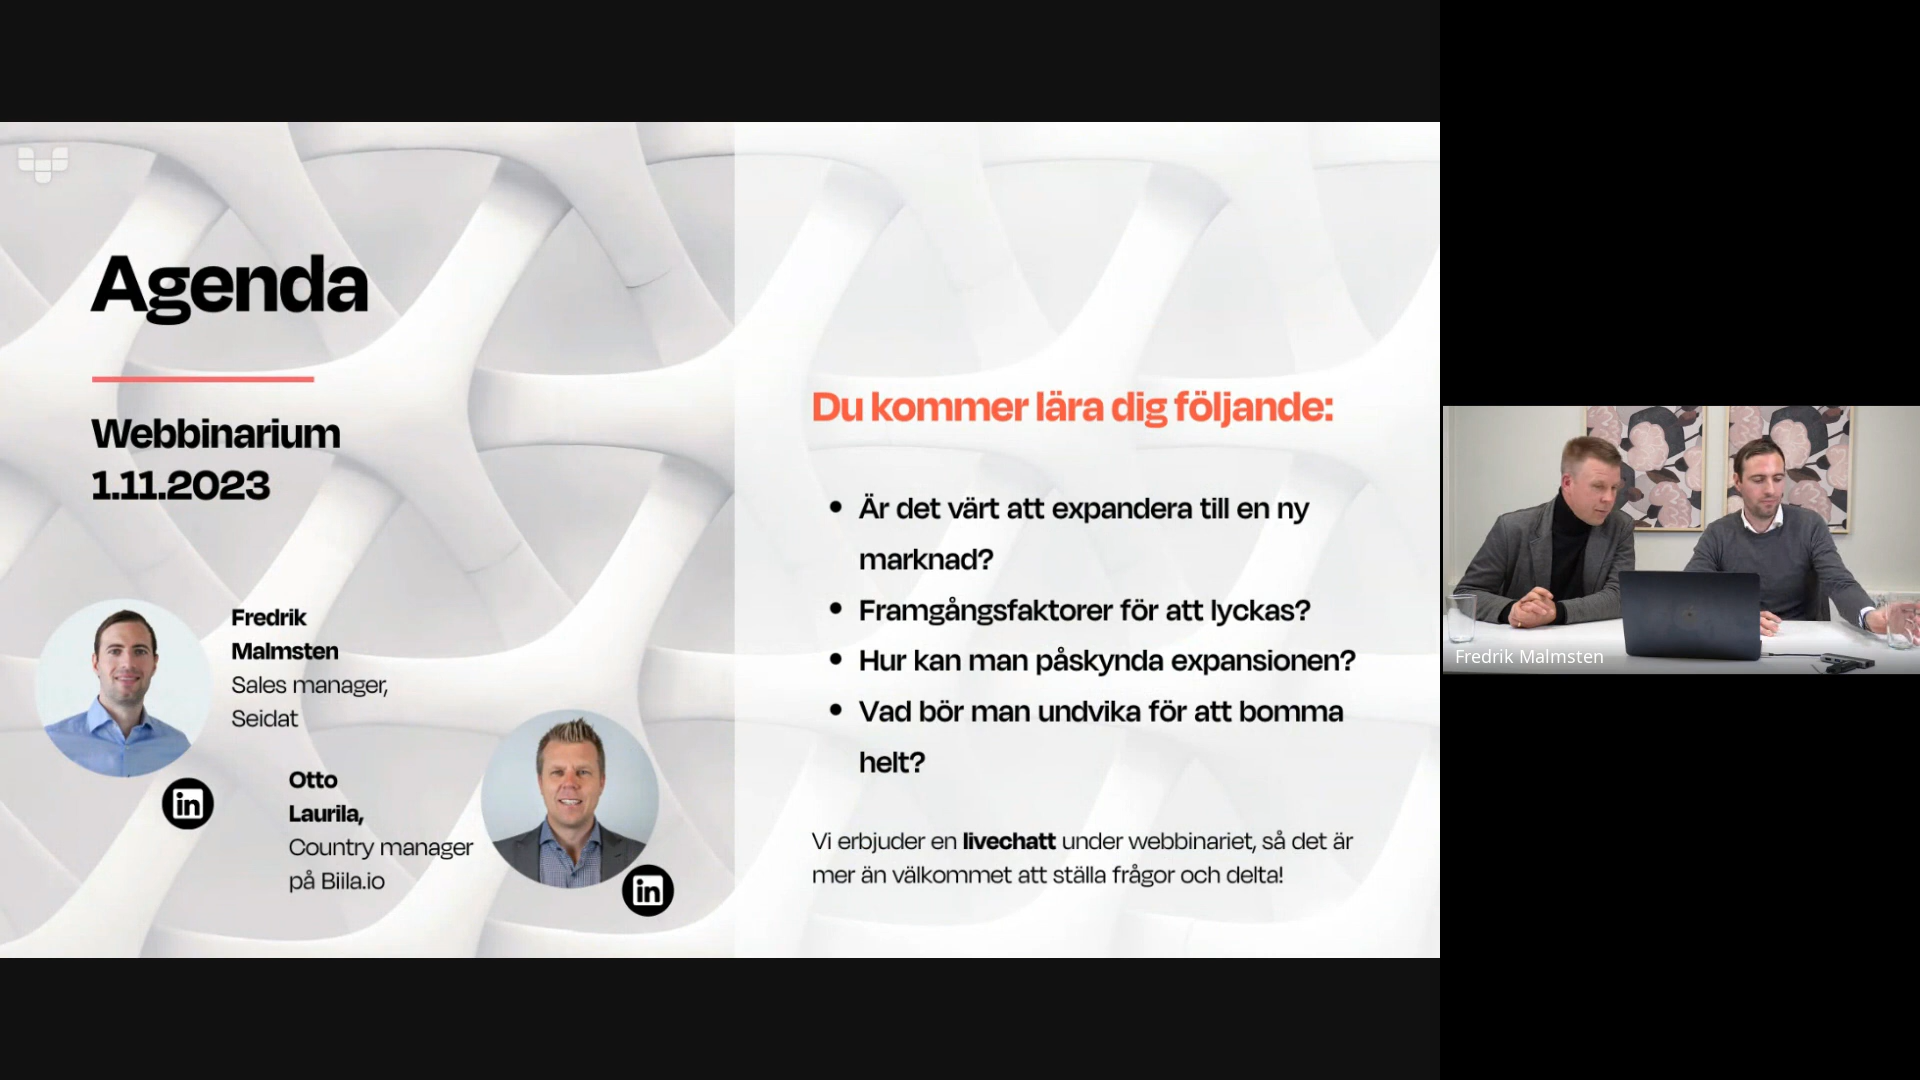 Agenda
Webbinarium
1.11.2023
Fredrik
Malmsten
Sales manager,
Seidat
Otto
Laurila,
Country manager
på Biila.io
in
in
Du kommer lära dig följande:
• Är det värt att expandera till en ny
marknad?
• Framgångsfaktorer för att lyckas?
• Hur kan man påskynda expansionen?
• Vad bör man undvika för att bomma
helt?
Vi erbjuder en livechatt under webbinariet, så det är
mer än välkommet att ställa frågor och delta!
Fredrik Malmsten